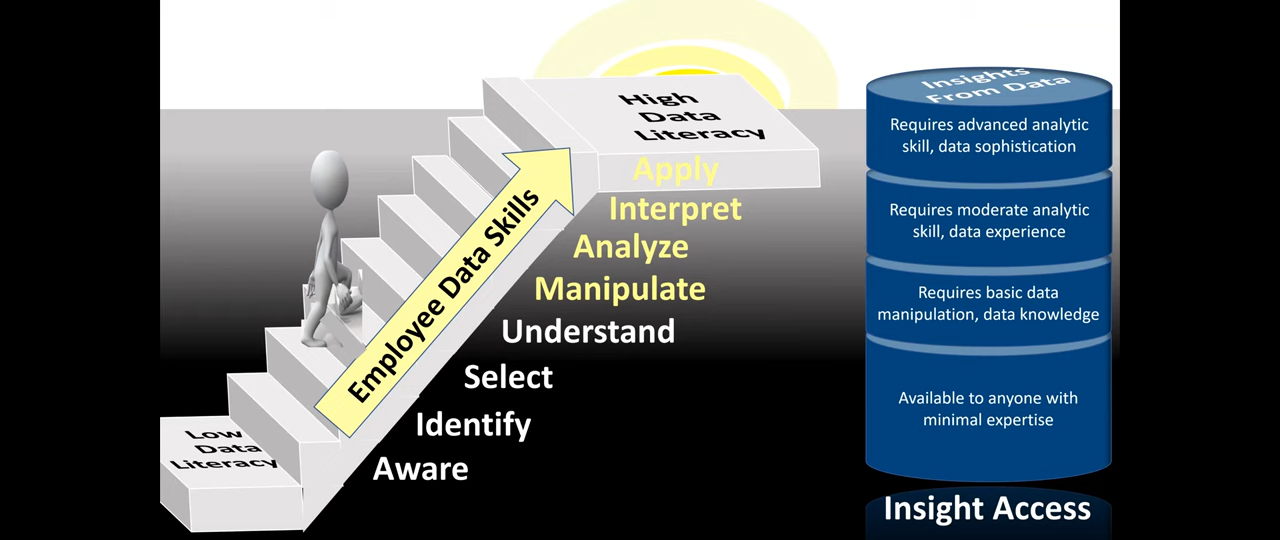 High
Data
Literacy
Apply
Interpret
Analyze
Manipulate
Understand
Select
Identify
Aware
Employee Data Skills
Low
Data
Literacy
Insights
From Data
Requires advanced analytic
skill, data sophistication
Requires moderate analytic
skill, data experience
Requires basic data
manipulation, data knowledge
Available to anyone with
minimal expertise
Insight Access